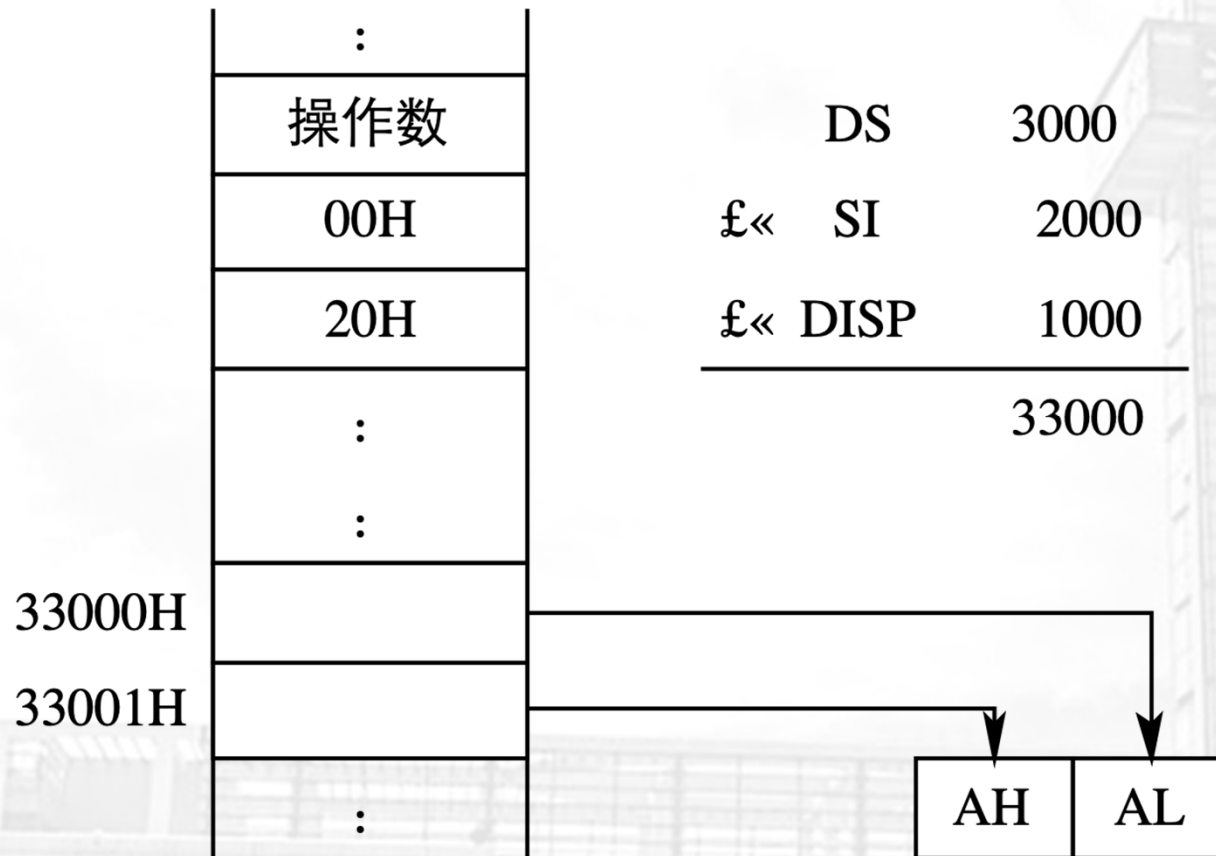 :
操作数
00H
20H
:
:
33000H
33001H
:
DS 3000
£« SI 2000
£« DISP 1000
33000
AH AL